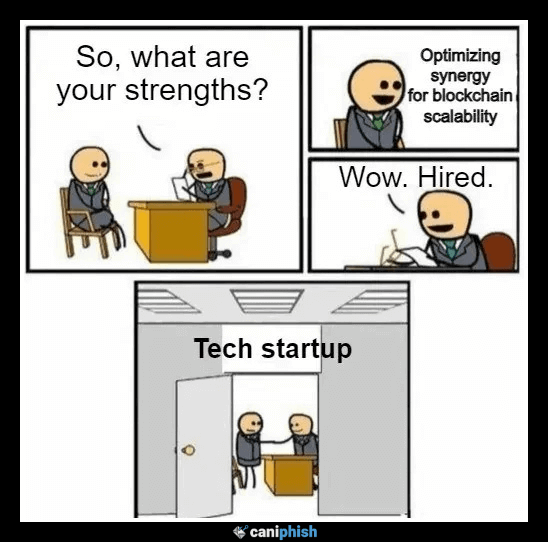 So, what are
your strengths?
Optimizing
synergy
for blockchain
scalability
Wow. Hired.
Tech startup
caniphish